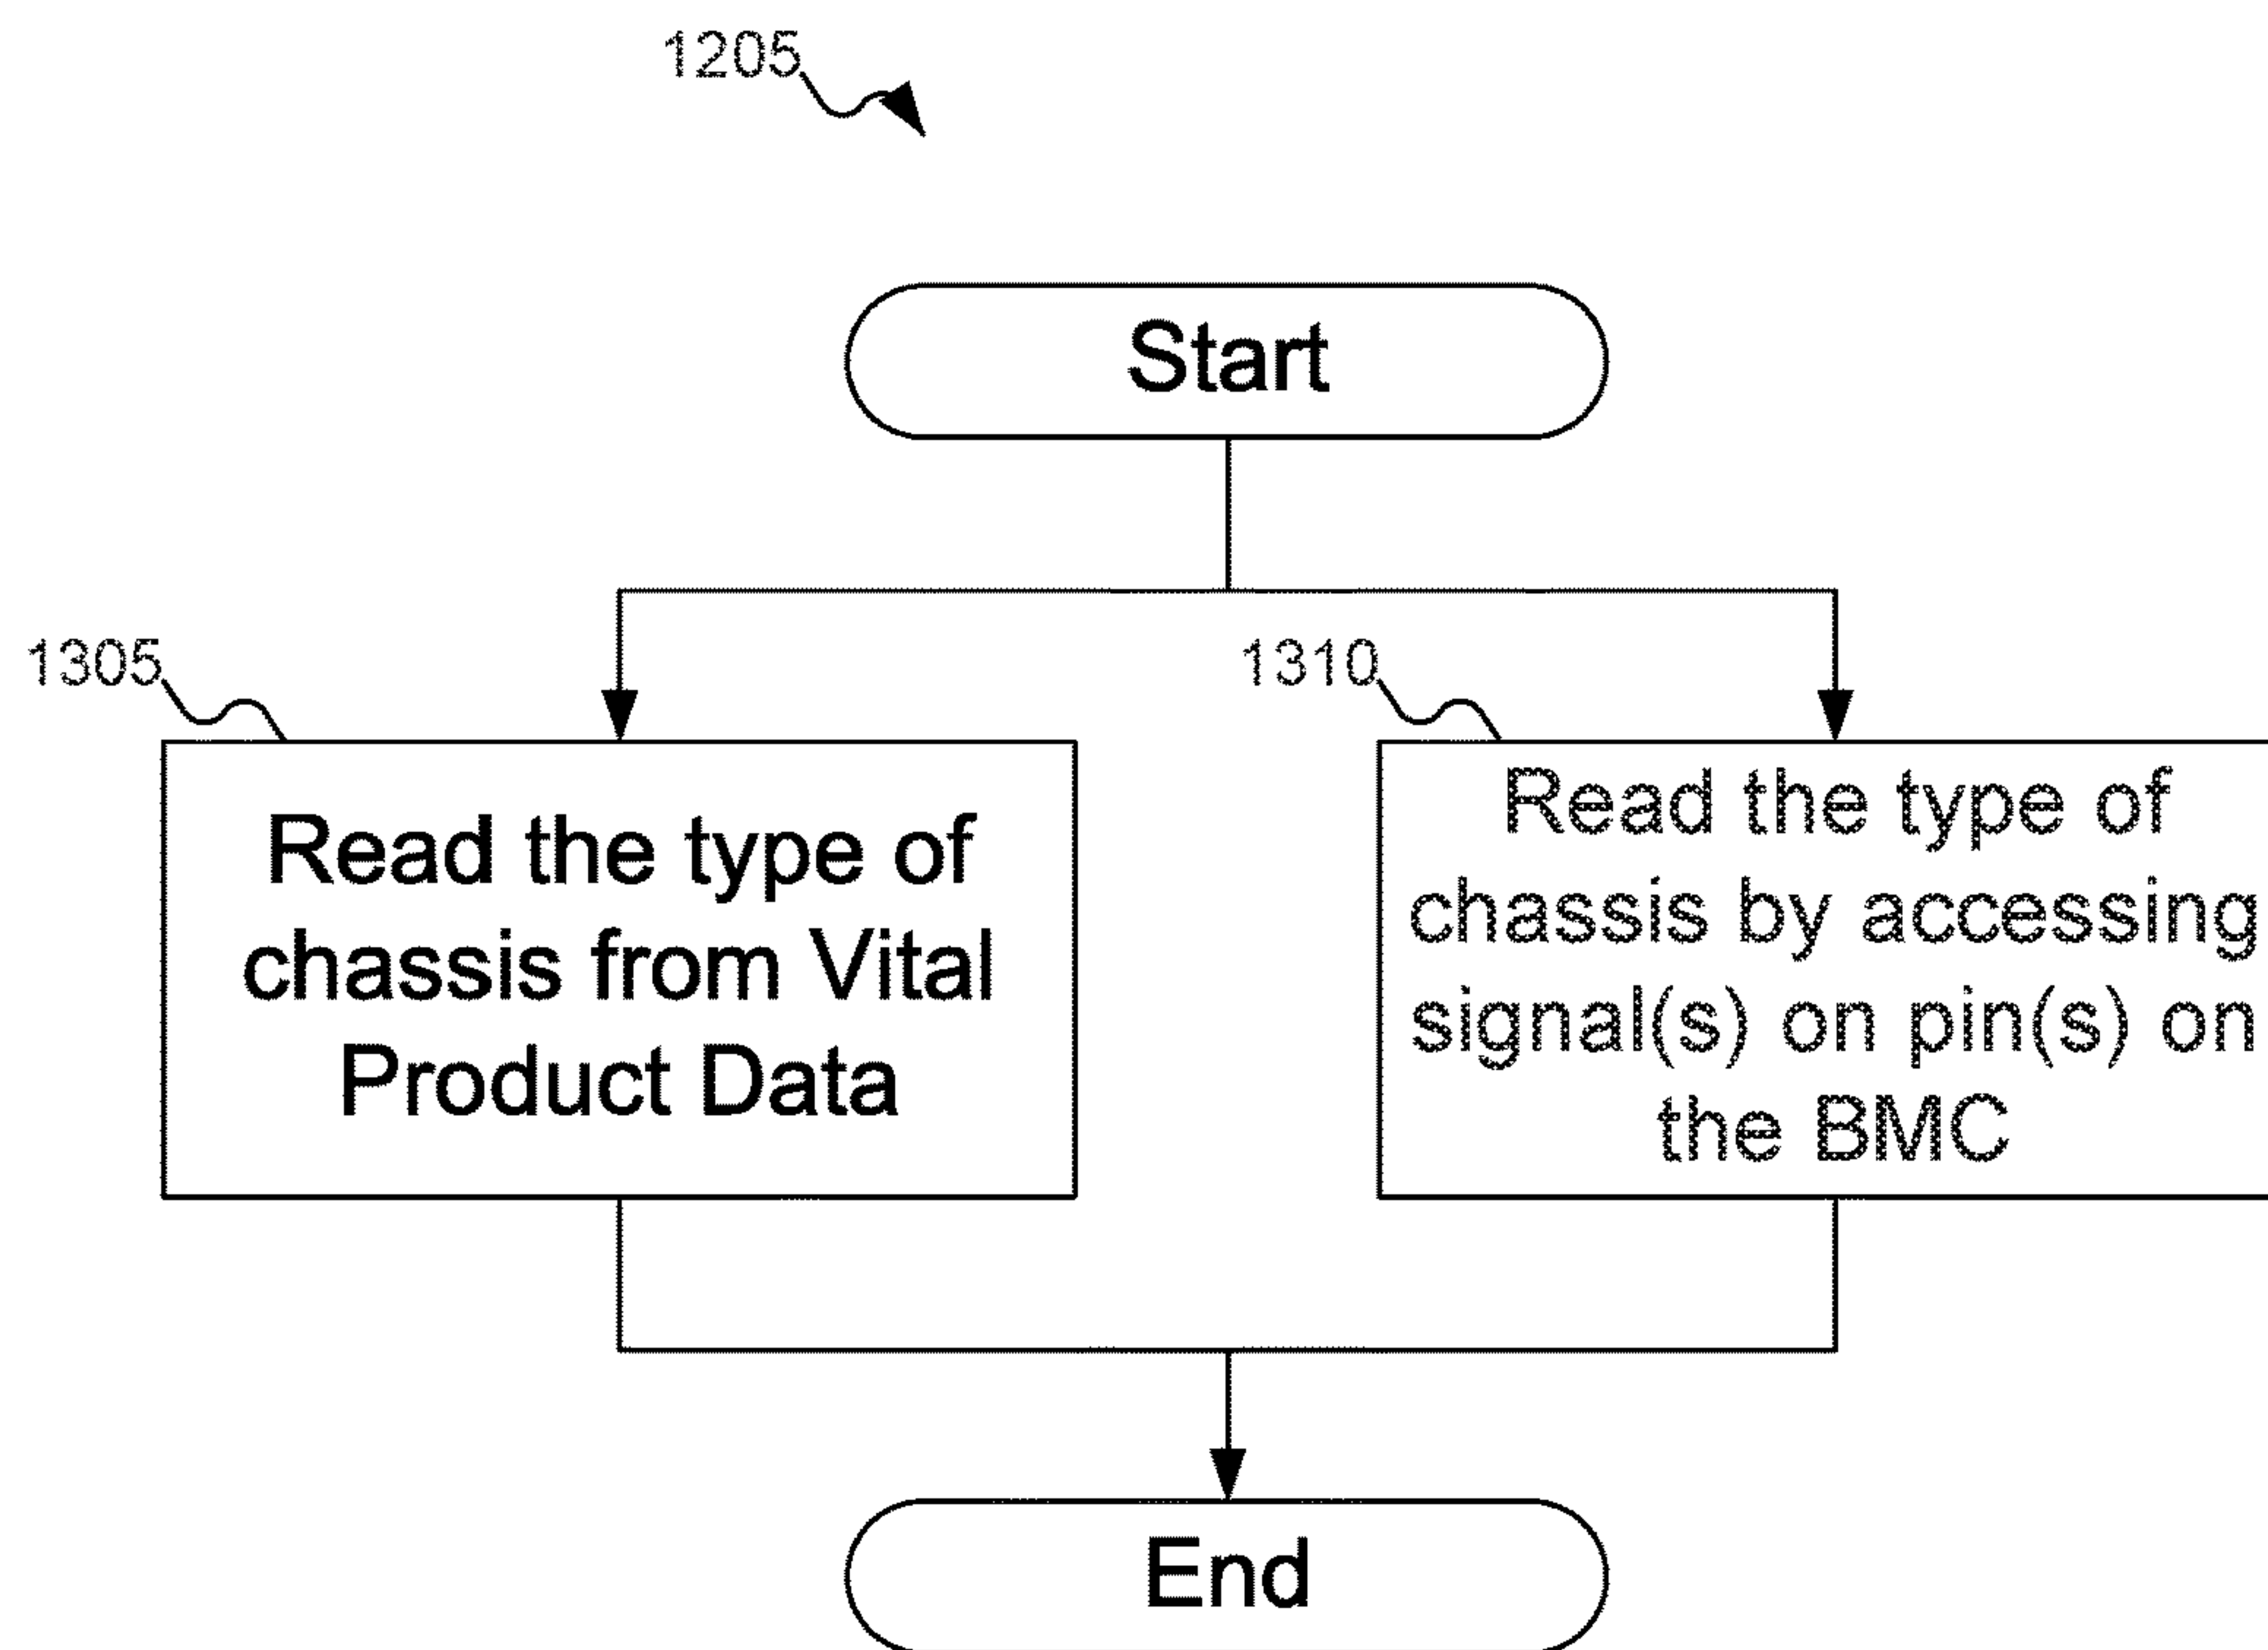 1205
Start
1305
1310
Read the type of
chassis from Vital
Product Data
Read the type of
chassis by accessing
signal(s) on pin(s) on
the BMC
End